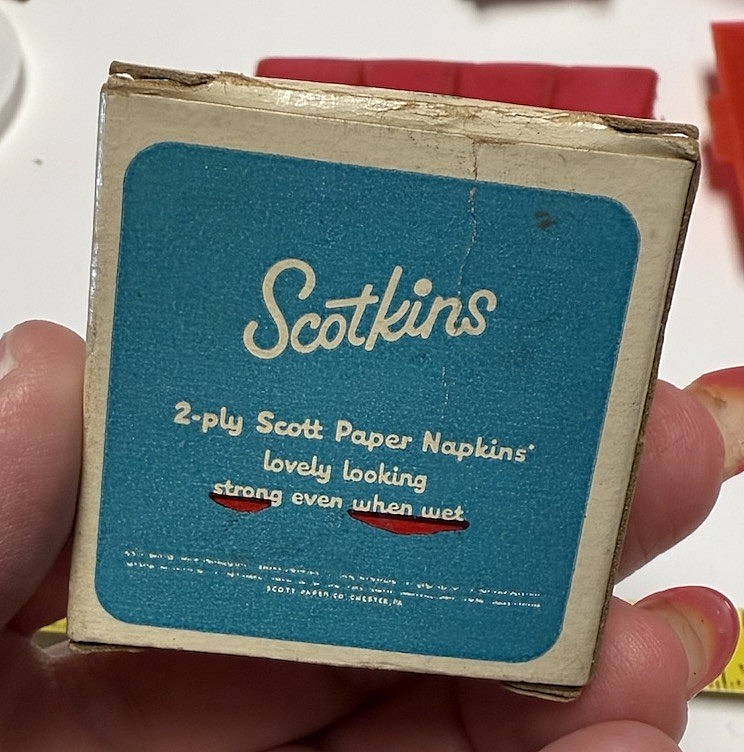 Scotkins
2-ply Scott Paper Napkins
lovely looking
strong even when wet
SCOTT PAPER CO. CHESTER, PA